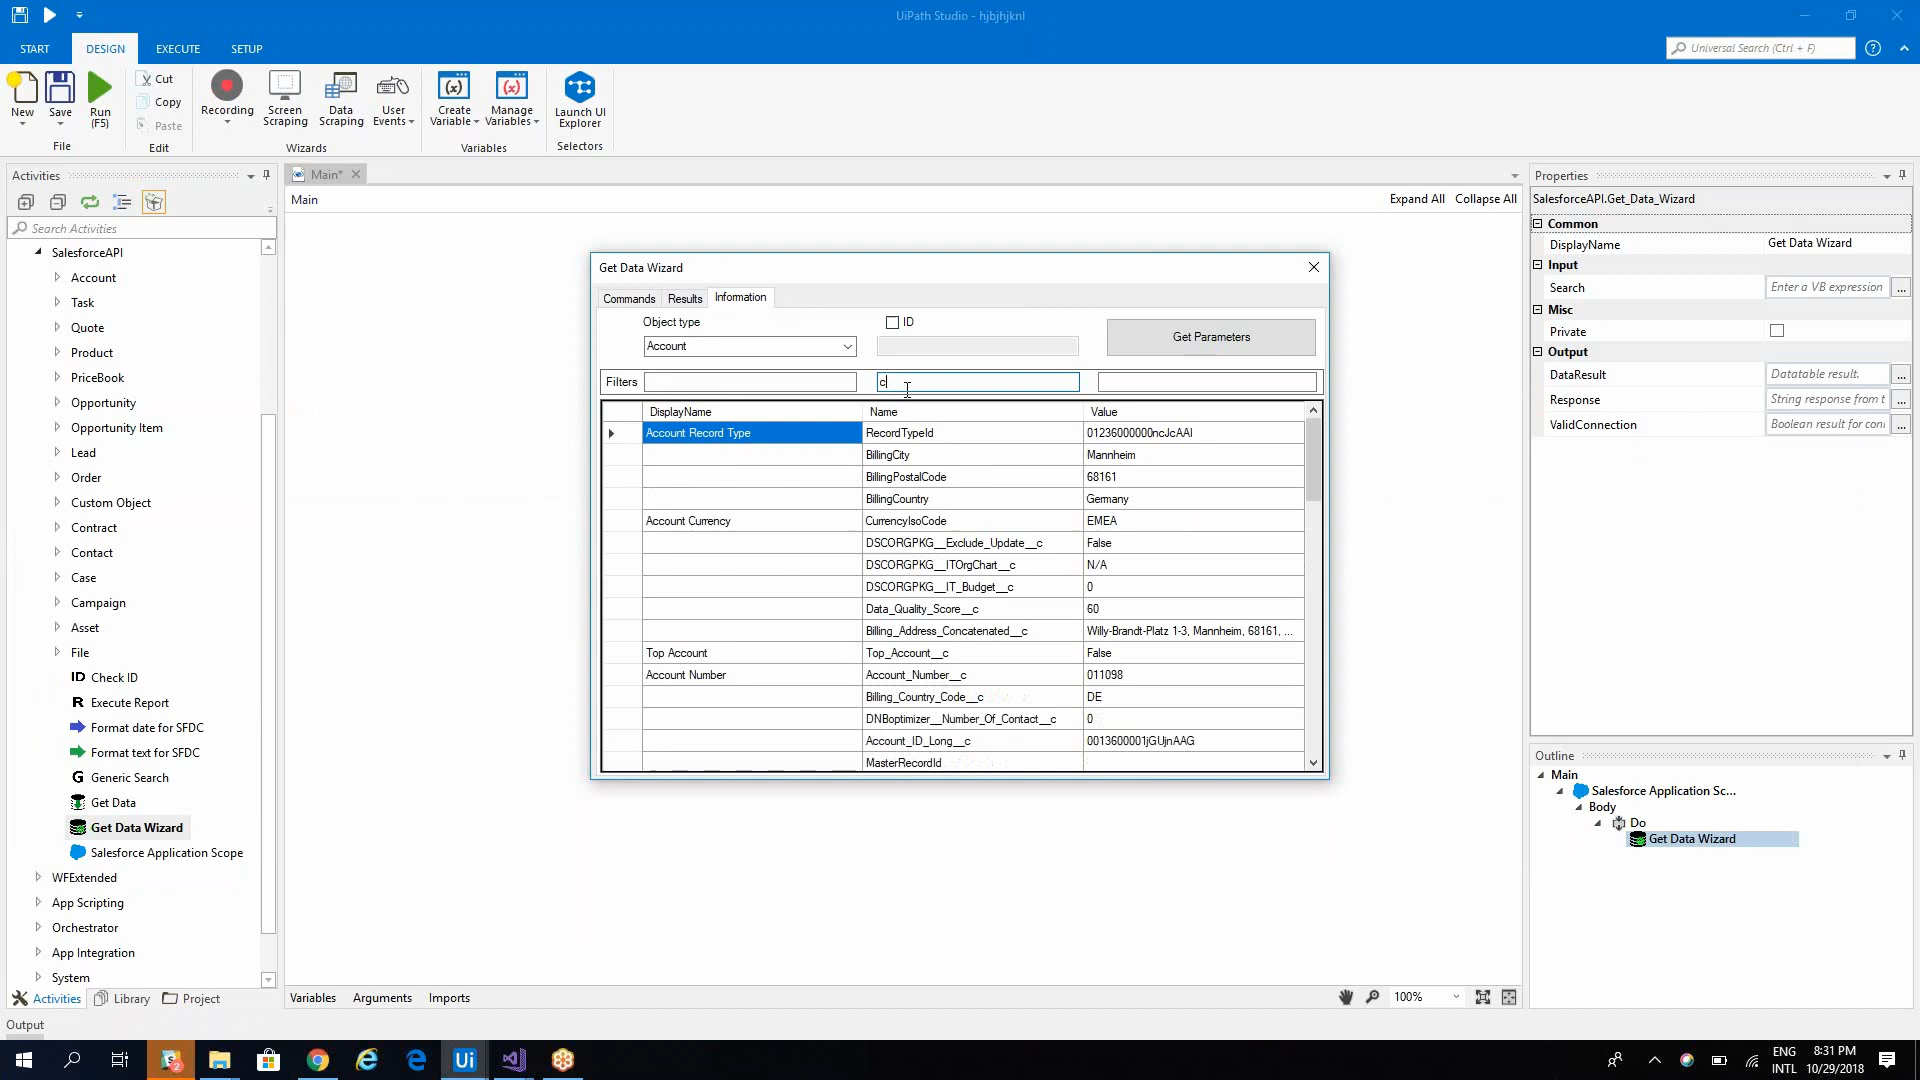 UiPath Studio - hjbjhjknl
START DESIGN EXECUTE SETUP
Universal Search (Ctrl + F)
New
Save
Run
(F5)
File
Cut
Copy
Paste
Edit
Recording
Screen
Scraping
Data
Scraping
User
Events
Wizards
Create
Variable
Manage
Variables
Variables
Launch UI
Explorer
Selectors
Activities
Search Activities
SalesforceAPI
Account
Task
Quote
Product
PriceBook
Opportunity
Opportunity Item
Lead
Order
Custom Object
Contract
Contact
Case
Campaign
Asset
File
ID Check ID
R Execute Report
Format date for SFDC
Format text for SFDC
G Generic Search
Get Data
Get Data Wizard
Salesforce Application Scope
WFExtended
App Scripting
Orchestrator
App Integration
System
Activities Library Project
Output
Main*
Main
Expand All Collapse All
Get Data Wizard
Commands Results Information
Object type
ID
Account
Get Parameters
Filters c
DisplayName Name Value
Account Record Type RecordTypeId 01236000000ncJcAAI
BillingCity Mannheim
BillingPostalCode 68161
BillingCountry Germany
Account Currency CurrencyIsoCode EMEA
DSCORGPKG__Exclude_Update__c False
DSCORGPKG__ITOrgChart__c N/A
DSCORGPKG__IT_Budget__c 0
Data_Quality_Score__c 60
Billing_Address_Concatenated__c Willy-Brandt-Platz 1-3, Mannheim, 68161, ...
Top Account Top_Account__c False
Account Number Account_Number__c 011098
Billing_Country_Code__c DE
DNBoptimizer__Number_Of_Contact__c 0
Account_ID_Long__c 0013600001jGUjnAAG
MasterRecordId
Variables Arguments Imports
100%
Properties
SalesforceAPI.Get_Data_Wizard
Common
DisplayName Get Data Wizard
Input
Search Enter a VB expression ...
Misc
Private
Output
DataResult Datatable result. ...
Response String response from t ...
ValidConnection Boolean result for con ...
Outline
Main
Salesforce Application Sc...
Body
Do
Get Data Wizard
Ui
ENG
INTL
8:31 PM
10/29/2018